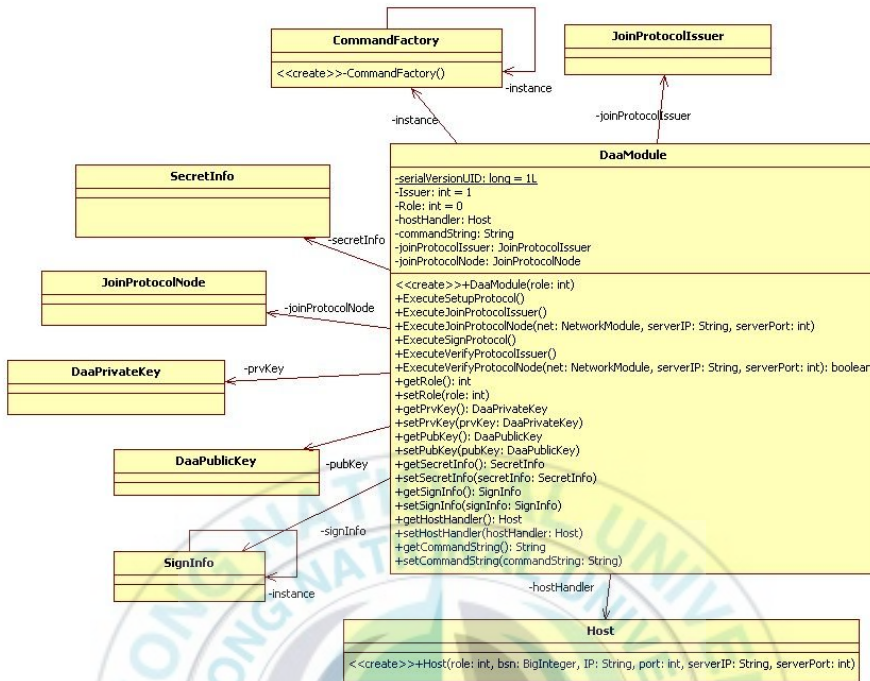 CommandFactory
<<create>>-CommandFactory()
-instance
JoinProtocolIssuer
-instance
-joinProtocolIssuer
DaaModule
-serialVersionUID: long = 1L
-Issuer: int = 1
-Role: int = 0
-hostHandler: Host
-commandString: String
-joinProtocolIssuer: JoinProtocolIssuer
-joinProtocolNode: JoinProtocolNode
<<create>>+DaaModule(role: int)
+ExecuteSetupProtocol()
+ExecuteJoinProtocolIssuer()
+ExecuteJoinProtocolNode(net: NetworkModule, serverIP: String, serverPort: int)
+ExecuteSignProtocol()
+ExecuteVerifyProtocolIssuer()
+ExecuteVerifyProtocolNode(net: NetworkModule, serverIP: String, serverPort: int): boolean
+getRole(): int
+setRole(role: int)
+getPrvKey(): DaaPrivateKey
+setPrvKey(prvKey: DaaPrivateKey)
+getPubKey(): DaaPublicKey
+setPubKey(pubKey: DaaPublicKey)
+getSecretInfo(): SecretInfo
+setSecretInfo(secretInfo: SecretInfo)
+getSignInfo(): SignInfo
+setSignInfo(signInfo: SignInfo)
+getHostHandler(): Host
+setHostHandler(hostHandler: Host)
+getCommandString(): String
+setCommandString(commandString: String)
SecretInfo
-secretInfo
JoinProtocolNode
-joinProtocolNode
DaaPrivateKey
-prvKey
DaaPublicKey
-pubKey
-signInfo
SignInfo
-instance
-hostHandler
Host
<<create>>+Host(role: int, bsn: BigInteger, IP: String, port: int, serverIP: String, serverPort: int)
NATIONAL